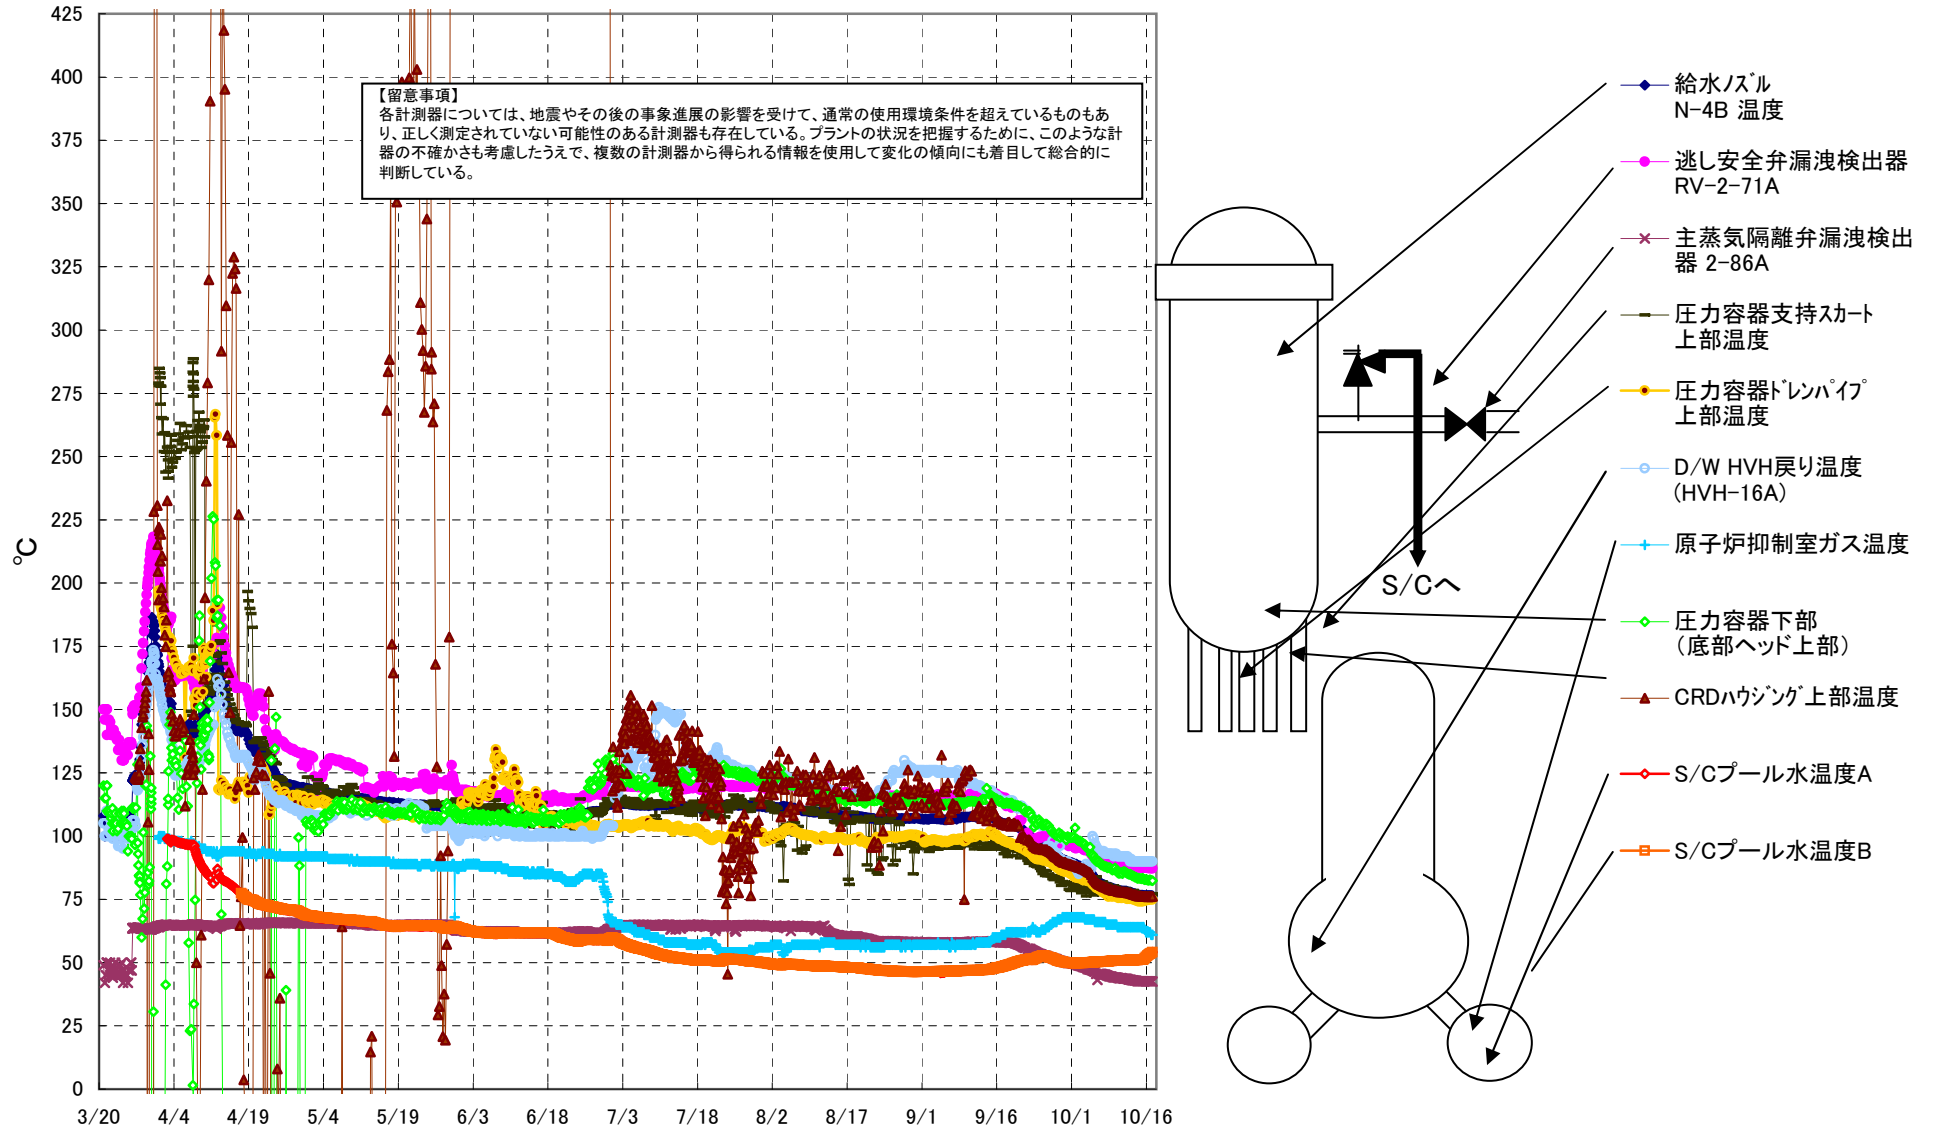 425
400
375
350
325
300
275
250
225
200
175
150
125
100
75
50
25
0
℃
3/20
4/4
4/19
5/4
5/19
6/3
6/18
7/3
7/18
8/2
8/17
9/1
9/16
10/1
10/16
【留意事項】
各計測器については、地震やその後の事象進展の影響を受けて、通常の使用環境条件を超えているものもあ
り、正しく測定されていない可能性のある計測器も存在している。プラントの状況を把握するために、このような計
器の不確かさも考慮したうえで、複数の計測器から得られる情報を使用して変化の傾向にも着目して総合的に
判断している。
S/Cへ
給水ﾉｽﾞﾙ
N-4B 温度
逃し安全弁漏洩検出器
RV-2-71A
主蒸気隔離弁漏洩検出
器 2-86A
圧力容器支持ｽｶｰﾄ
上部温度
圧力容器ﾄﾞﾚﾝﾊﾟｲﾌﾟ
上部温度
D/W HVH戻り温度
(HVH-16A)
原子炉抑制室ガス温度
圧力容器下部
（底部ヘッド上部）
CRDﾊｳｼﾞﾝｸﾞ上部温度
S/Cプール水温度A
S/Cプール水温度B